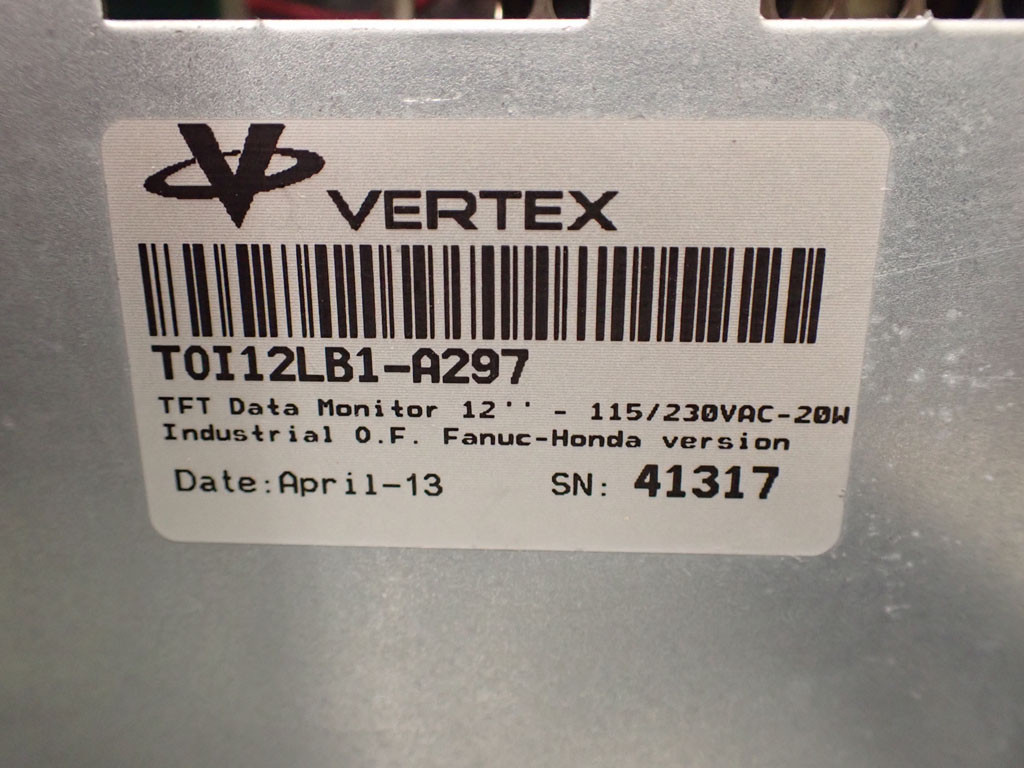 VERTEX
TOI12LB1-A297
TFT Data Monitor 12'' - 115/230VAC-20W
Industrial O.F. Fanuc-Honda version
Date:April-13 SN: 41317